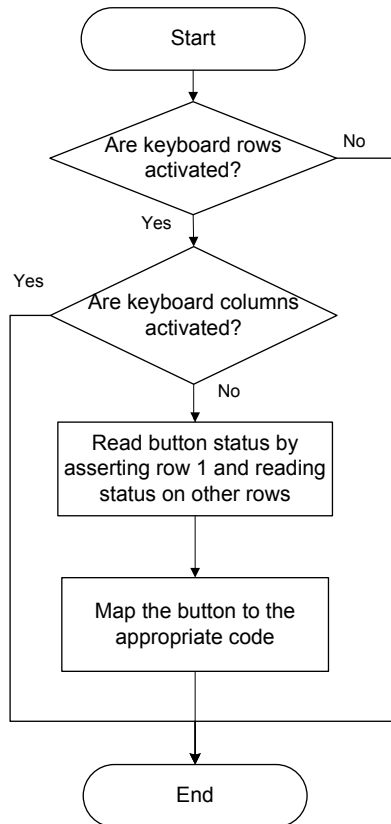 Start
Are keyboard rows
activated?
No
Yes
Yes
Are keyboard columns
activated?
No
Read button status by
asserting row 1 and reading
status on other rows
Map the button to the
appropriate code
End